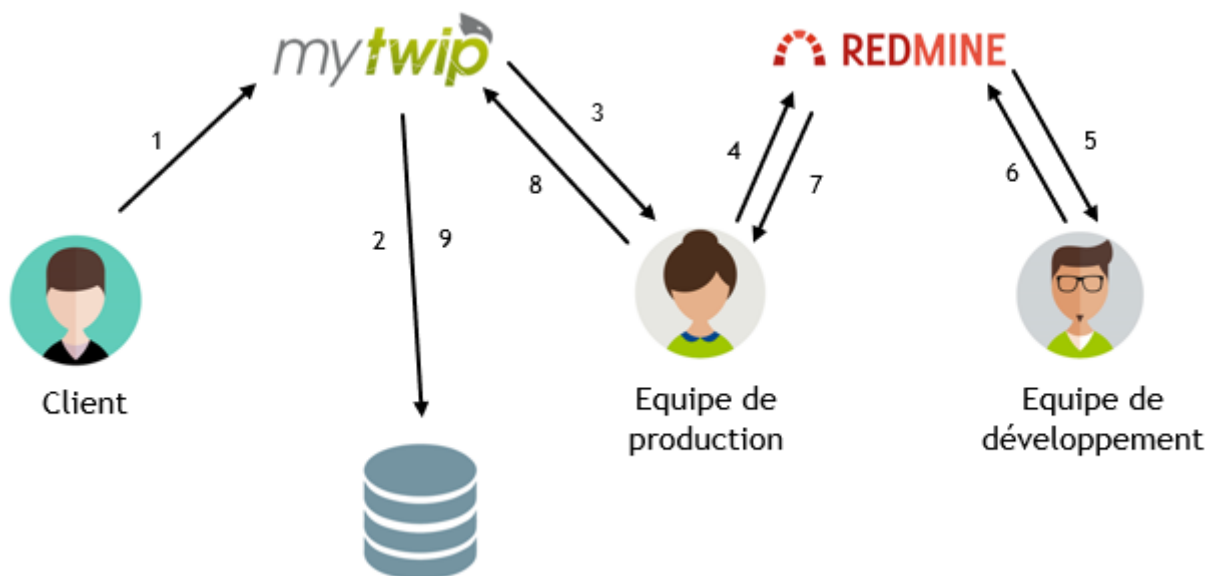 mytwip
REDMINE
1
3
4
5
6
7
8
2
9
Client
Equipe de
production
Equipe de
développement